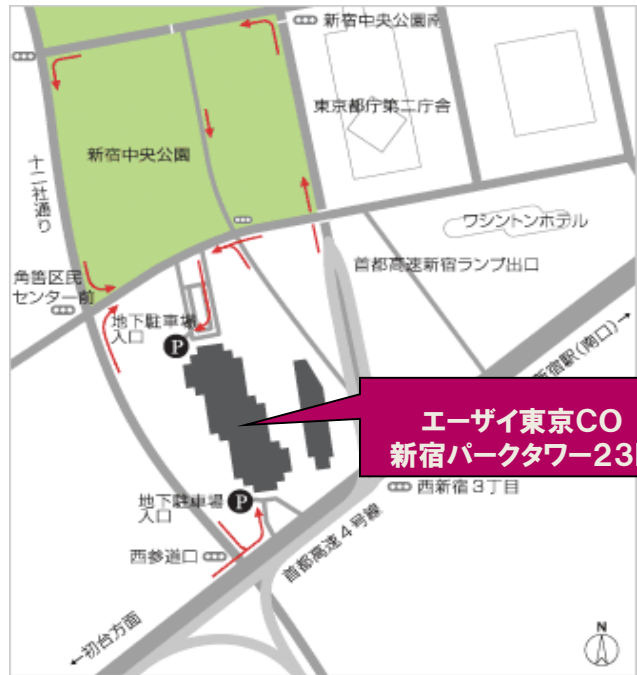 新宿中央公園南
東京都庁第二庁舎
新宿中央公園
十二社通り
ワシントンホテル
首都高速新宿ランプ出口
角筈区民
センター前
地下駐車場
入口
P
新宿駅(南口)→
エーザイ東京CO
新宿パークタワー23
西新宿3丁目
地下駐車場
入口
P
首都高速4号線
西参道口
←初台方面
N